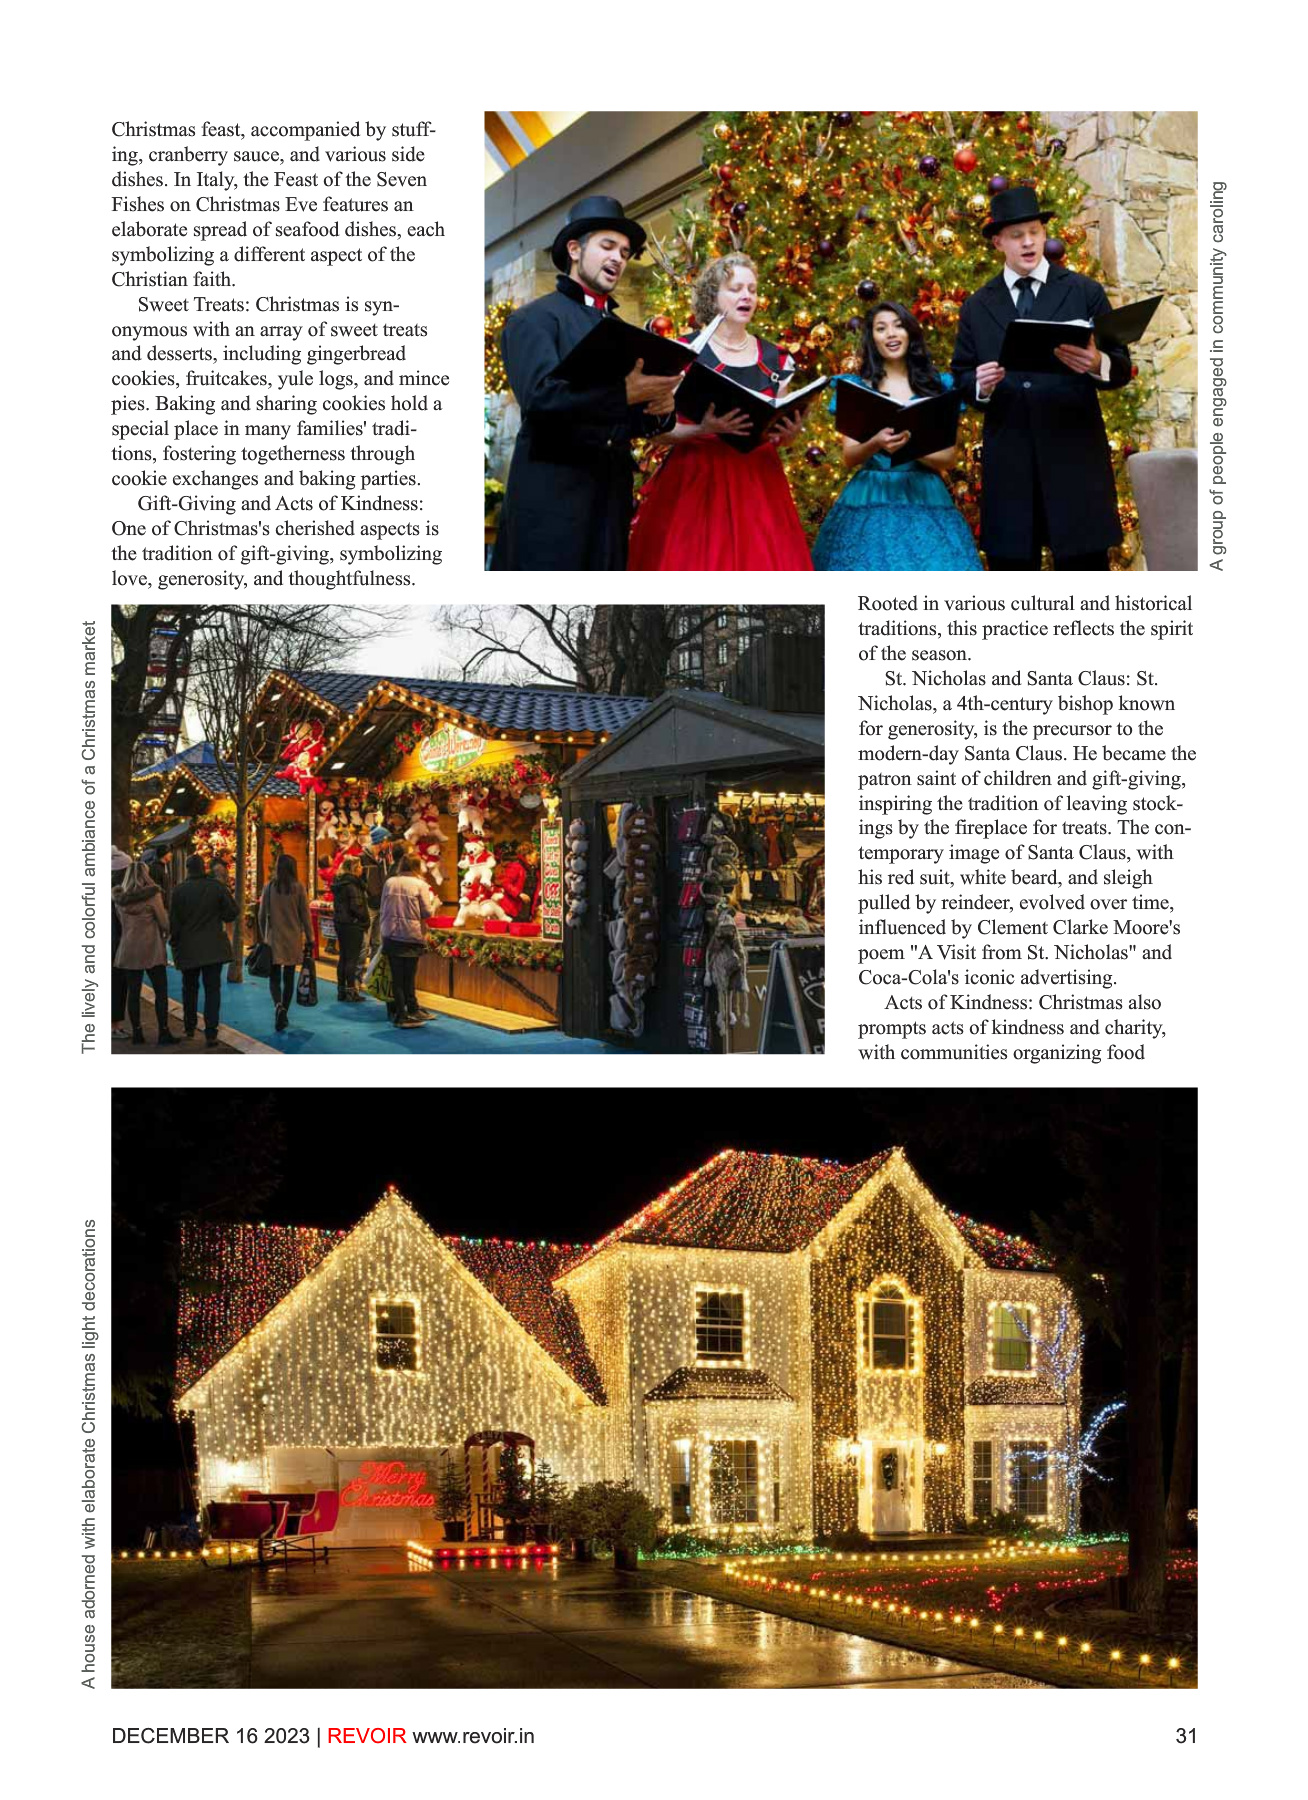 Christmas feast, accompanied by stuff-
ing, cranberry sauce, and various side
dishes. In Italy, the Feast of the Seven
Fishes on Christmas Eve features an
elaborate spread of seafood dishes, each
symbolizing a different aspect of the
Christian faith.
Sweet Treats: Christmas is syn-
onymous with an array of sweet treats
and desserts, including gingerbread
cookies, fruitcakes, yule logs, and mince
pies. Baking and sharing cookies hold a
special place in many families' tradi-
tions, fostering togetherness through
cookie exchanges and baking parties.
Gift-Giving and Acts of Kindness:
One of Christmas's cherished aspects is
the tradition of gift-giving, symbolizing
love, generosity, and thoughtfulness.
A group of people engaged in community caroling
The lively and colorful ambiance of a Christmas market
Rooted in various cultural and historical
traditions, this practice reflects the spirit
of the season.
St. Nicholas and Santa Claus: St.
Nicholas, a 4th-century bishop known
for generosity, is the precursor to the
modern-day Santa Claus. He became the
patron saint of children and gift-giving,
inspiring the tradition of leaving stock-
ings by the fireplace for treats. The con-
temporary image of Santa Claus, with
his red suit, white beard, and sleigh
pulled by reindeer, evolved over time,
influenced by Clement Clarke Moore's
poem "A Visit from St. Nicholas" and
Coca-Cola's iconic advertising.
Acts of Kindness: Christmas also
prompts acts of kindness and charity,
with communities organizing food
A house adorned with elaborate Christmas light decorations
Merry
Christmas
DECEMBER 16 2023 | REVOIR www.revoir.in
31